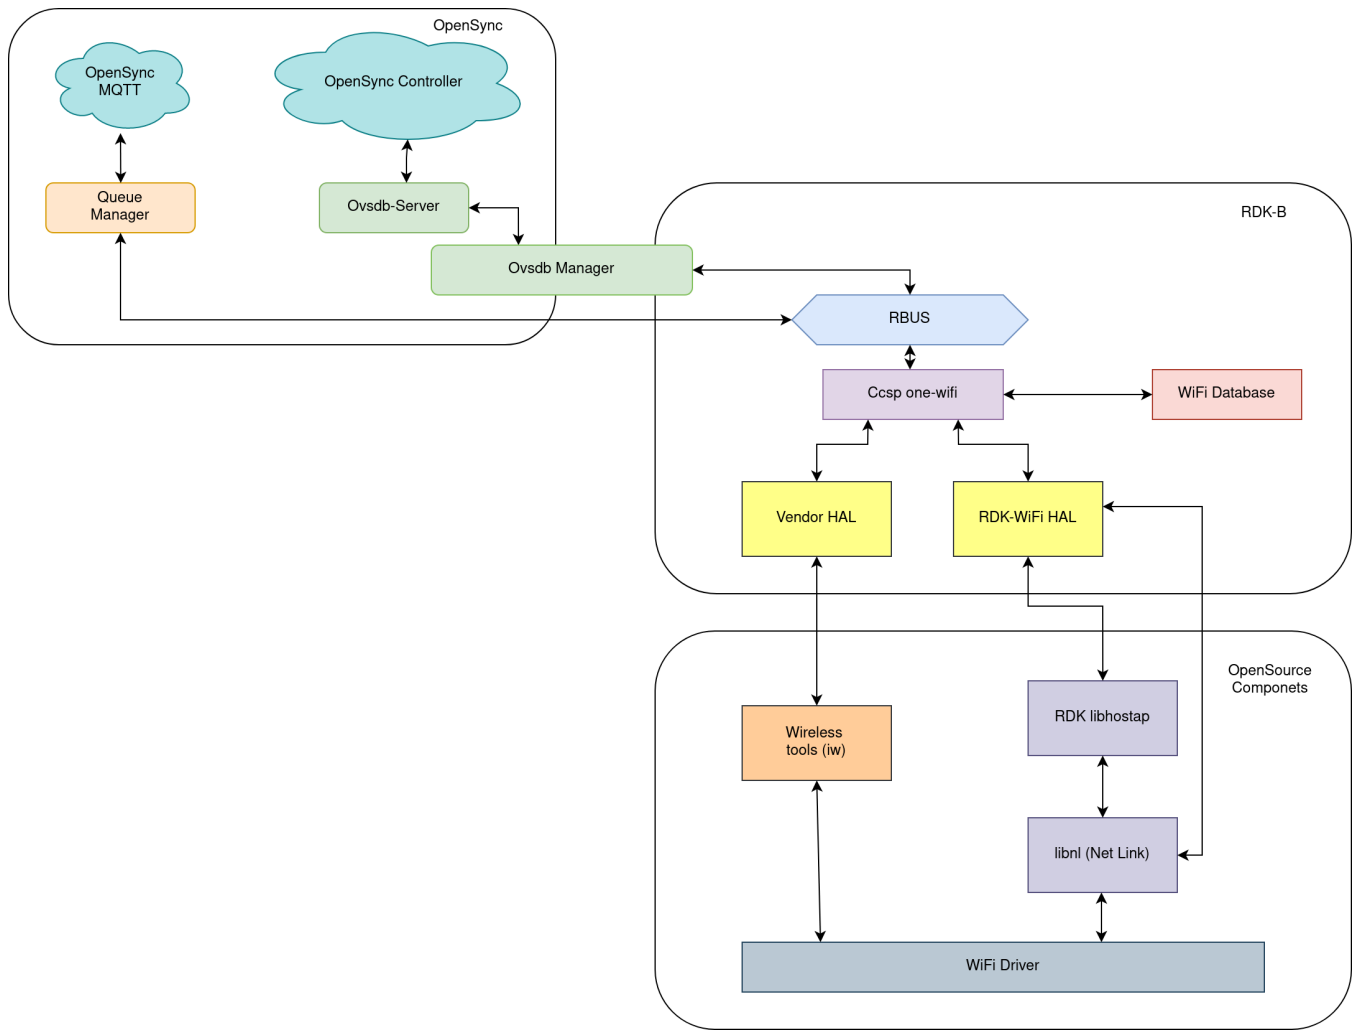 OpenSync
OpenSync
MQTT
OpenSync Controller
Queue
Manager
Ovsdb-Server
RDK-B
Ovsdb Manager
RBUS
Ccsp one-wifi
WiFi Database
Vendor HAL
RDK-WiFi HAL
OpenSource
Componets
RDK libhostap
Wireless
tools (iw)
libnl (Net Link)
WiFi Driver